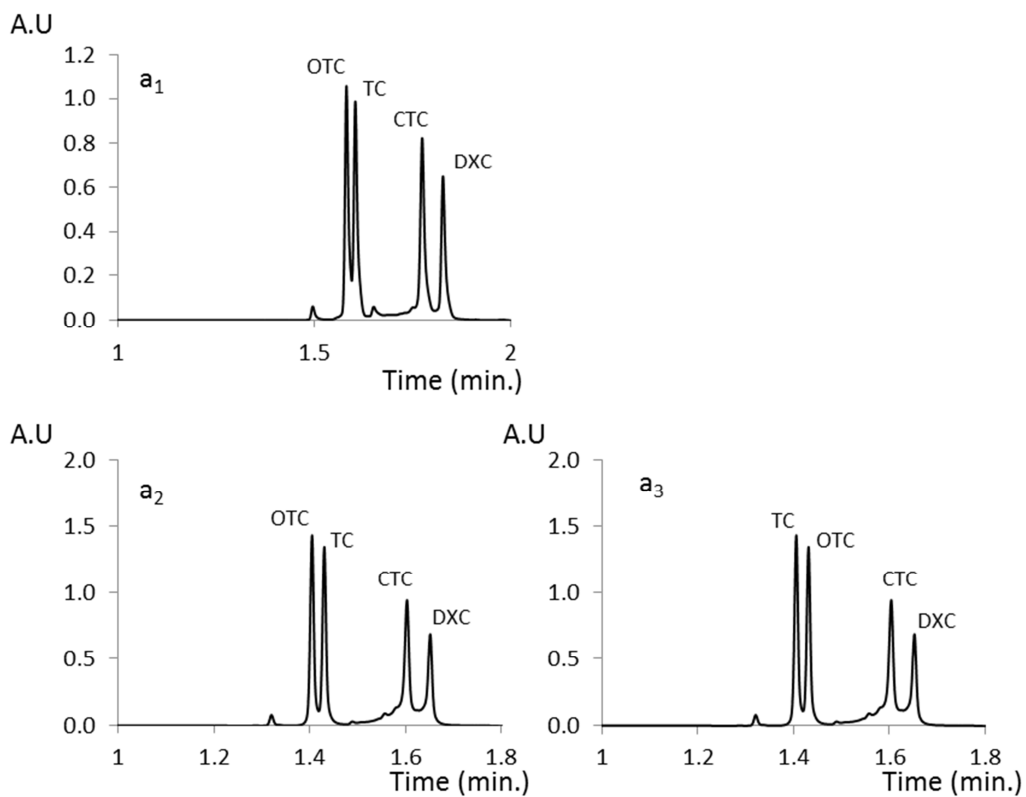 A.U
1.2
a1
OTC
TC
1.0
CTC
0.8
DXC
0.6
0.4
0.2
0.0
1 1.5 2
Time (min.)
A.U
2.0
a2
OTC
TC
1.5
CTC
1.0
DXC
0.5
0.0
1 1.2 1.4 1.6 1.8
Time (min.)
A.U
2.0
a3
TC
OTC
1.5
CTC
1.0
DXC
0.5
0.0
1 1.2 1.4 1.6 1.8
Time (min.)